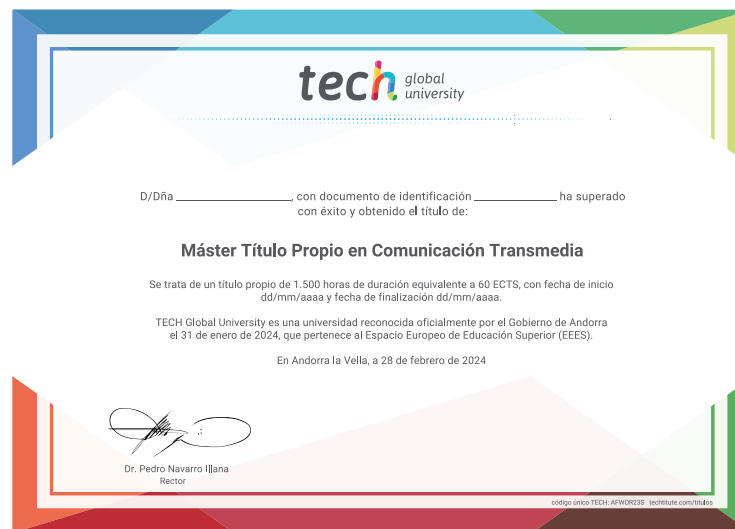 tech global
university
D/Dña ____________________, con documento de identificación ______________ ha superado
con éxito y obtenido el título de:
Máster Título Propio en Comunicación Transmedia
Se trata de un título propio de 1.500 horas de duración equivalente a 60 ECTS, con fecha de inicio
dd/mm/aaaa y fecha de finalización dd/mm/aaaa.
TECH Global University es una universidad reconocida oficialmente por el Gobierno de Andorra
el 31 de enero de 2024, que pertenece al Espacio Europeo de Educación Superior (EEES).
En Andorra la Vella, a 28 de febrero de 2024
Dr. Pedro Navarro Illana
Rector
código único TECH: AFWOR23S techtitute.com/titulos